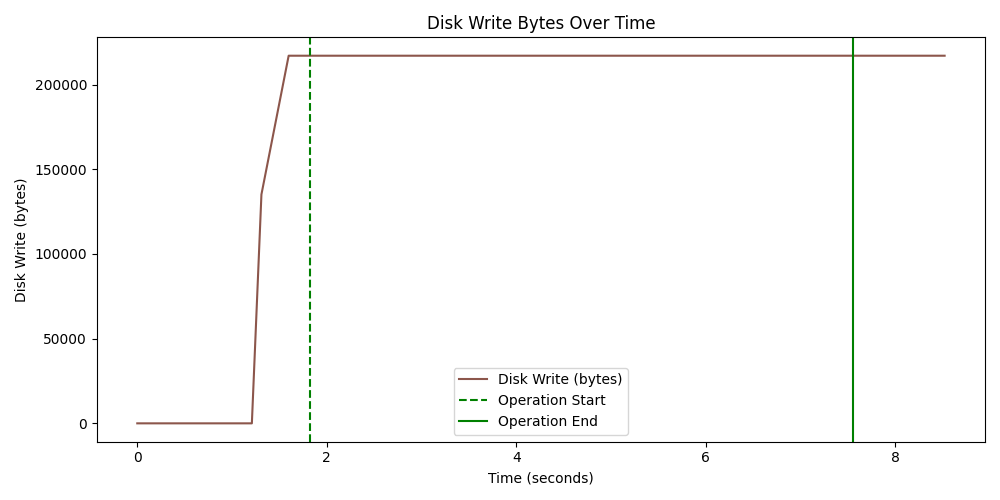 Disk Write Bytes Over Time
Disk Write (bytes)
200000
150000
100000
50000
0
Disk Write (bytes)
Operation Start
Operation End
0 2 4 6 8
Time (seconds)